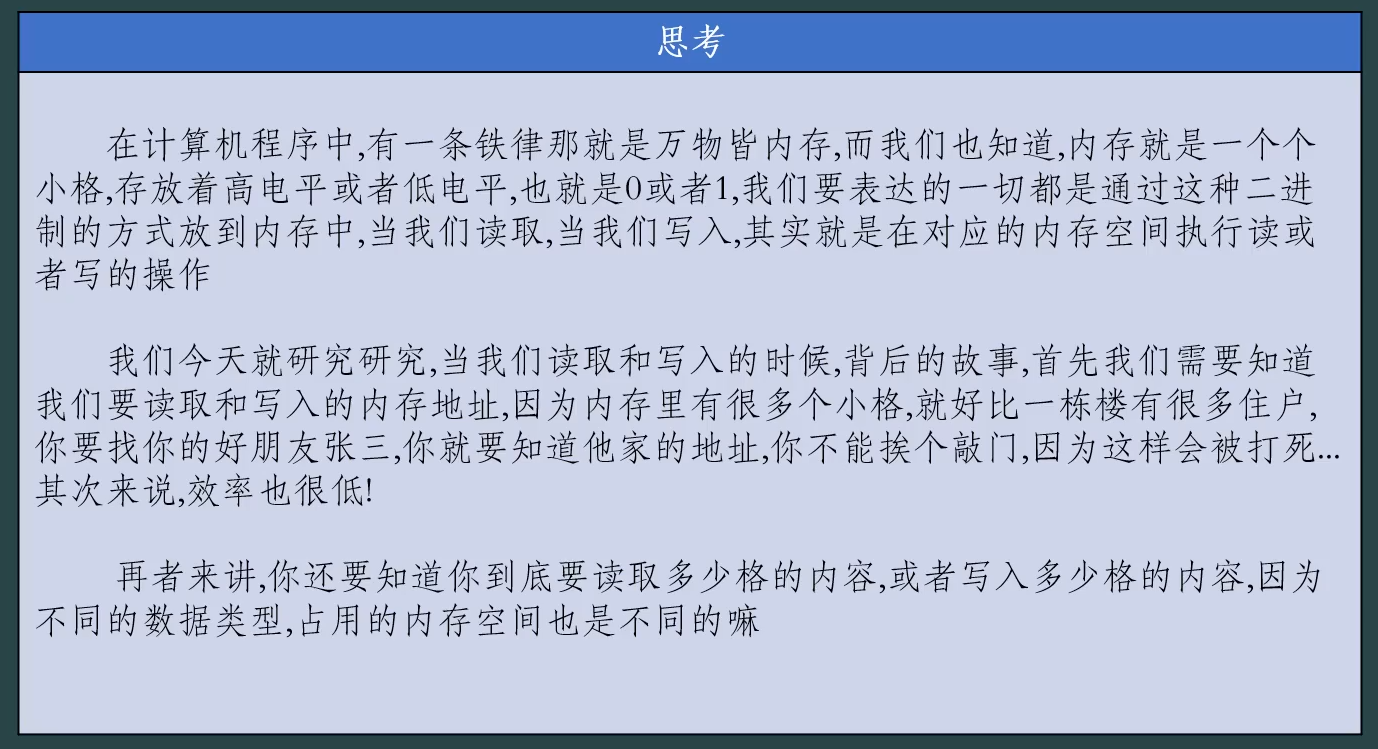 思考
在计算机程序中,有一条铁律那就是万物皆内存,而我们也知道,内存就是一个个
小格,存放着高电平或者低电平,也就是0或者1,我们要表达的一切都是通过这种二进
制的方式放到内存中,当我们读取,当我们写入,其实就是在对应的内存空间执行读或
者写的操作
我们今天就研究研究,当我们读取和写入的时候,背后的故事,首先我们需要知道
我们要读取和写入的内存地址,因为内存里有很多个小格,就好比一栋楼有很多住户,
你要找你的好朋友张三,你就要知道他家的地址,你不能挨个敲门,因为这样会被打死...
其次来说,效率也很低!
再者来讲,你还要知道你到底要读取多少格的内容,或者写入多少格的内容,因为
不同的数据类型,占用的内存空间也是不同的嘛